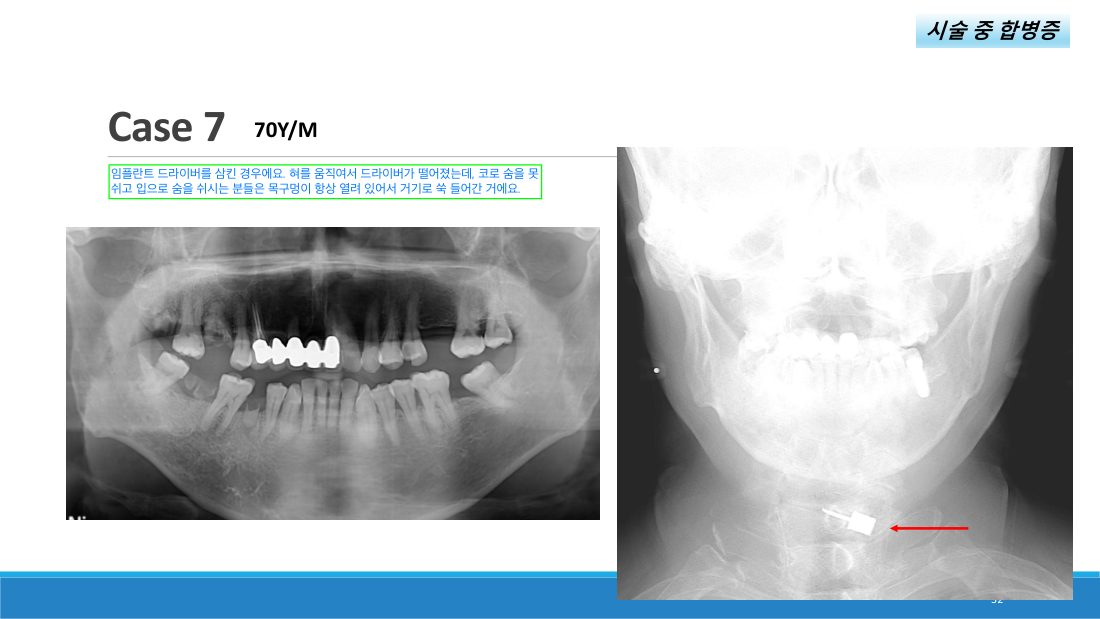 시술 중 합병증
Case 7 70Y/M
임플란트 드라이버를 삼킨 경우에요. 혀를 움직여서 드라이버가 떨어졌는데, 코로 숨을 못
쉬고 입으로 숨을 쉬시는 분들은 목구멍이 항상 열려 있어서 거기로 쑥 들어간 거에요.